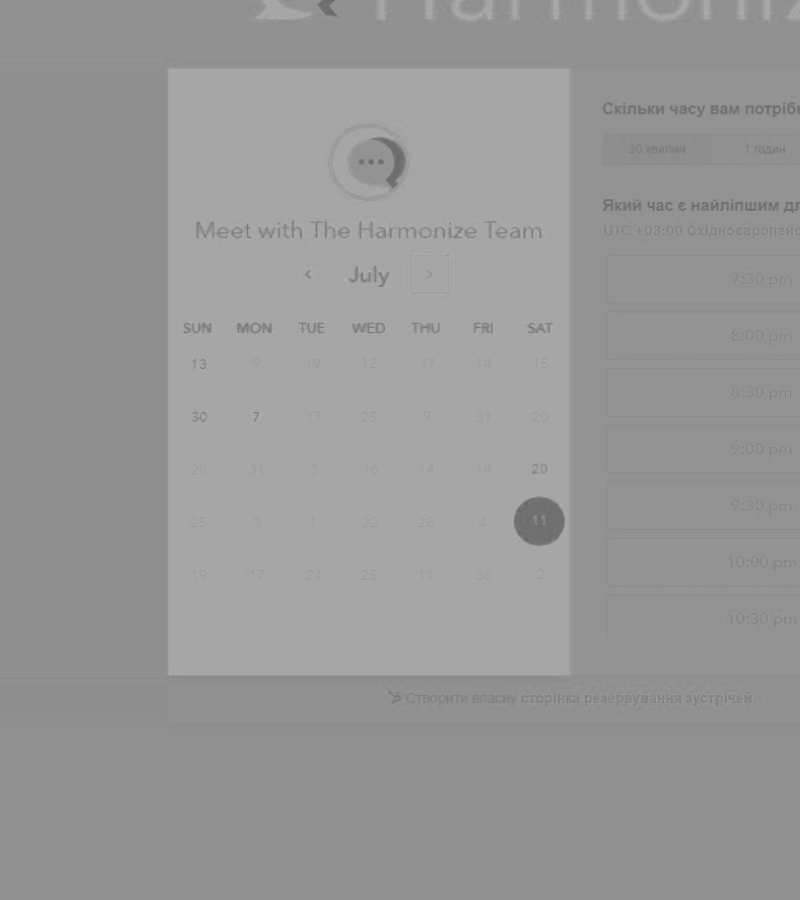 Harmoniz
Meet with The Harmonize Team
‹ July ›
SUN MON TUE WED THU FRI SAT
13 9 19 12 17 14 15
30 7 17 25 9 31 20
28 31 3 16 14 14 20
25 3 1 22 28 4 11
19 17 24 25 11 30 2
Скільки часу вам
30 хвилин 1 годин
Який час є найліпшим
UTC +03:00
7:30 pm
8:00 pm
8:30 pm
9:00 pm
9:30 pm
10:00 pm
10:30 pm
Створити власну сторінка резервування зустрічей